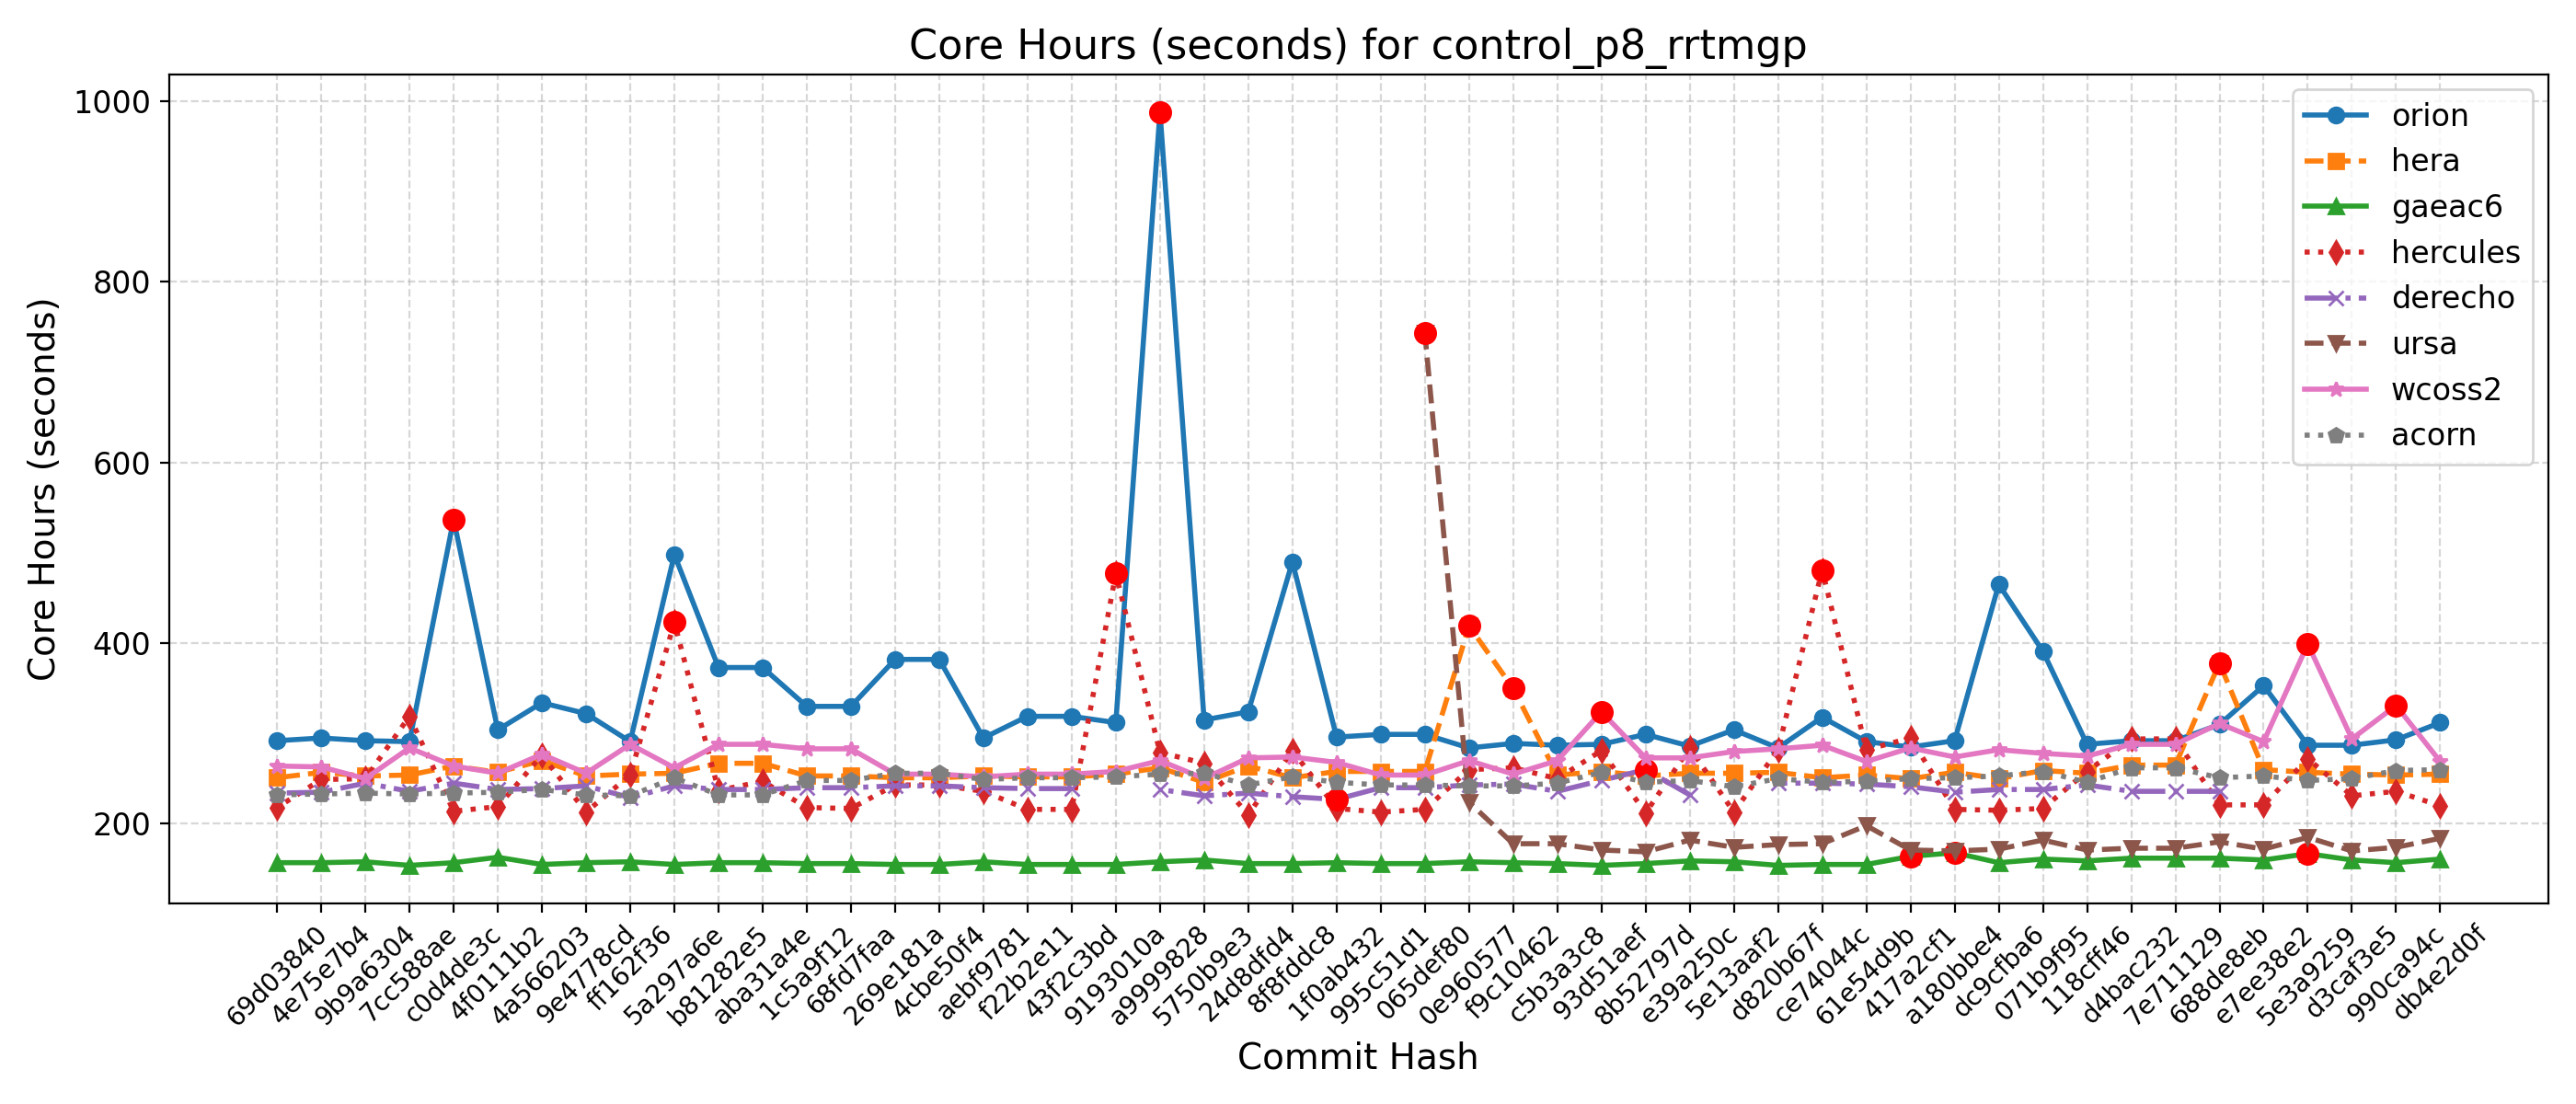 Core Hours (seconds) for control_p8_rrtmgp
Core Hours (seconds)
1000
800
600
400
200
orion
hera
gaeac6
hercules
derecho
ursa
wcoss2
acorn
69d03840
4e75e7b4
9b9a6304
7cc588ae
c0d4de3c
4f0111b2
4a566203
9e4778cd
ff162f36
5a297a6e
b81282e5
aba31a4e
1c5a9f12
68fd7faa
269e181a
4cbe50f4
aebf9781
f22b2e11
43f2c3bd
9193010a
a9999828
5750b9e3
24d8dfd4
8f8fddc8
1f0ab432
995c51d1
065def80
0e960577
f9c10462
c5b3a3c8
93d51aef
8b52797d
e39a250c
5e13aaf2
d820b67f
ce74044c
61e54d9b
417a2cf1
a180bbe4
dc9cfba6
071b9f95
118cff46
d4bac232
7e711129
688de8eb
e7ee38e2
5e3a9259
d3caf3e5
990ca94c
db4e2d0f
Commit Hash